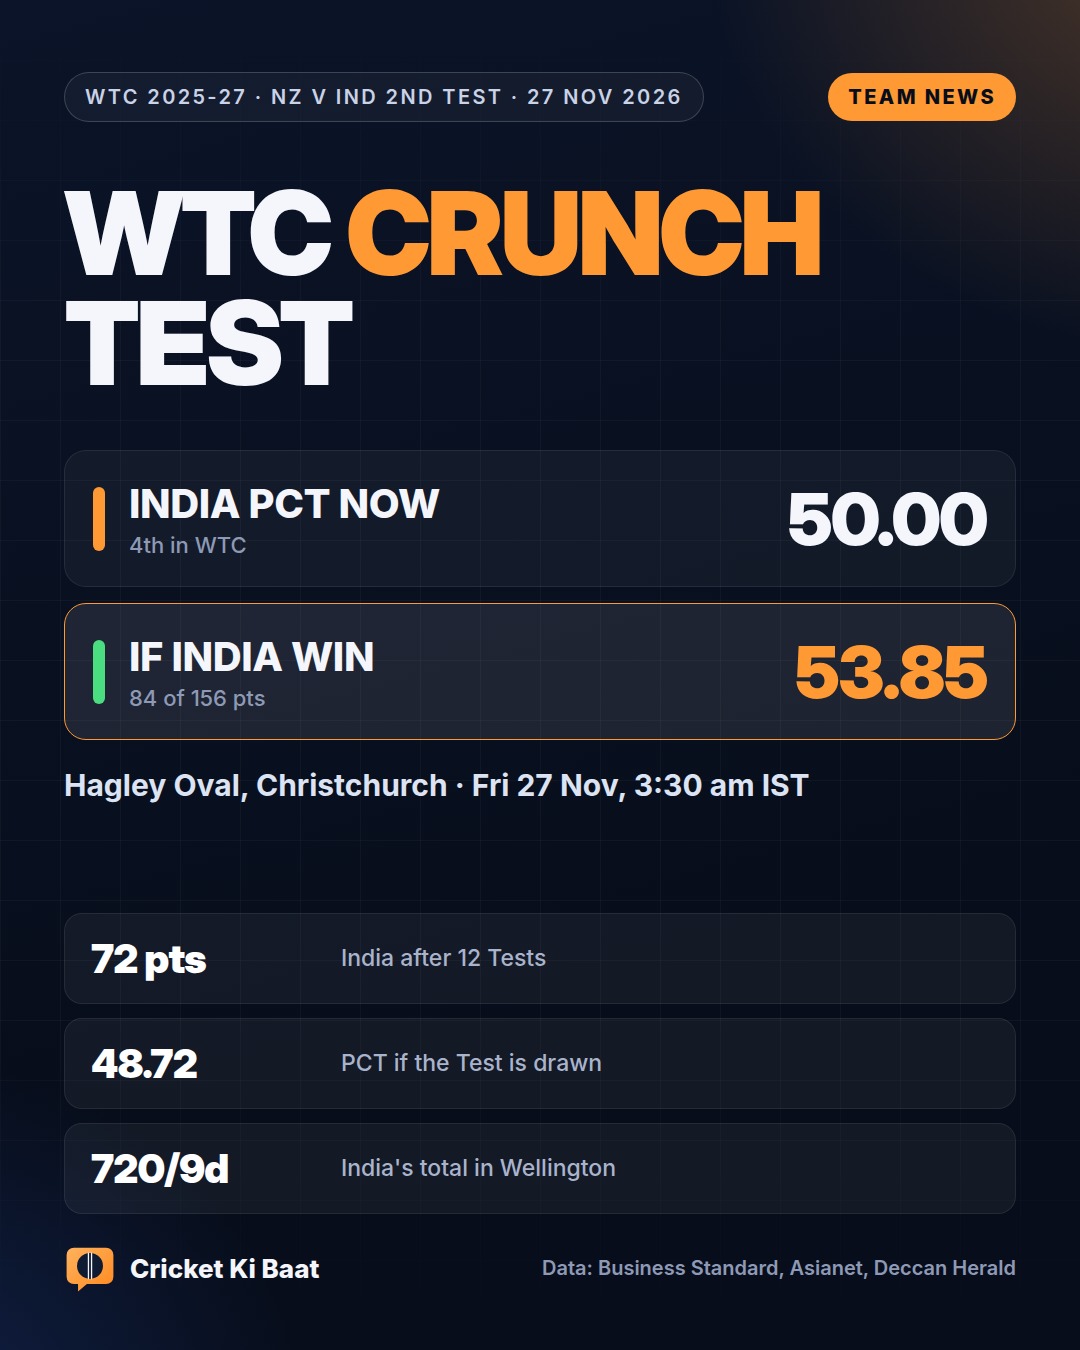 WTC 2025-27 · NZ V IND 2ND TEST · 27 NOV 2026
TEAM NEWS
WTC CRUNCH
TEST
INDIA PCT NOW
4th in WTC
50.00
IF INDIA WIN
84 of 156 pts
53.85
Hagley Oval, Christchurch · Fri 27 Nov, 3:30 am IST
72 pts
India after 12 Tests
48.72
PCT if the Test is drawn
720/9d
India's total in Wellington
Cricket Ki Baat
Data: Business Standard, Asianet, Deccan Herald